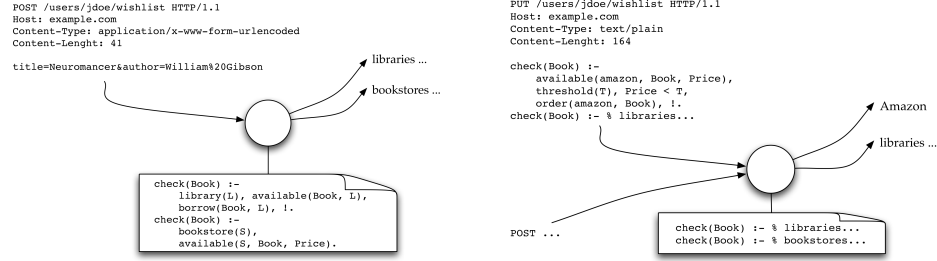 POST /users/jdoe/wishlist HTTP/1.1
Host: example.com
Content-Type: application/x-www-form-urlencoded
Content-Lenght: 41
title=Neuromancer&author=William%20Gibson
libraries ...
bookstores ...
check(Book) :-
library(L), available(Book, L),
borrow(Book, L), !.
check(Book) :-
bookstore(S),
available(S, Book, Price).
PUT /users/jdoe/wishlist HTTP/1.1
Host: example.com
Content-Type: text/plain
Content-Lenght: 164
check(Book) :-
available(amazon, Book, Price),
threshold(T), Price < T,
order(amazon, Book), !.
check(Book) :- % libraries...
Amazon
libraries ...
POST ...
check(Book) :- % libraries...
check(Book) :- % bookstores...